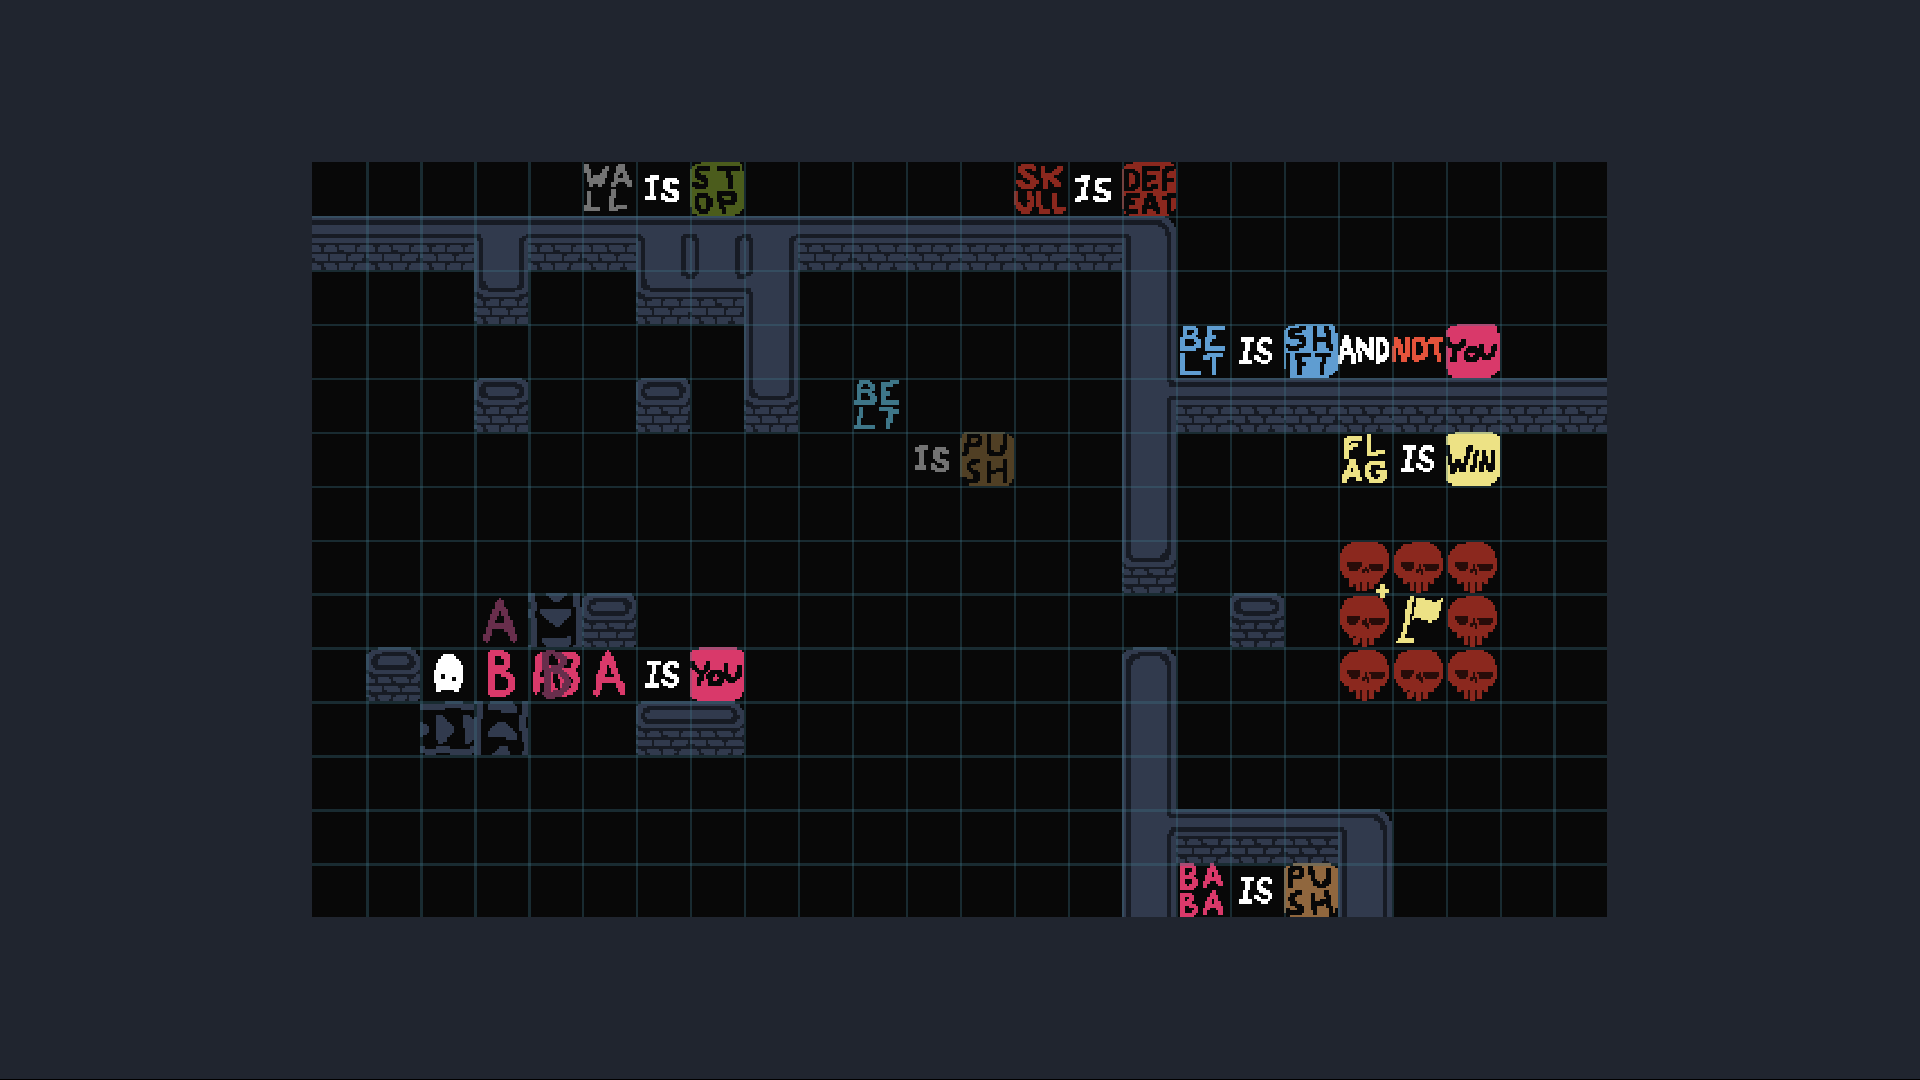 WALL IS STOP
SKULL IS DEFEAT
BELT IS SHIFT AND NOT YOU
BELT
IS PUSH
FLAG IS WIN
A
B AB A IS YOU
BABA IS PUSH